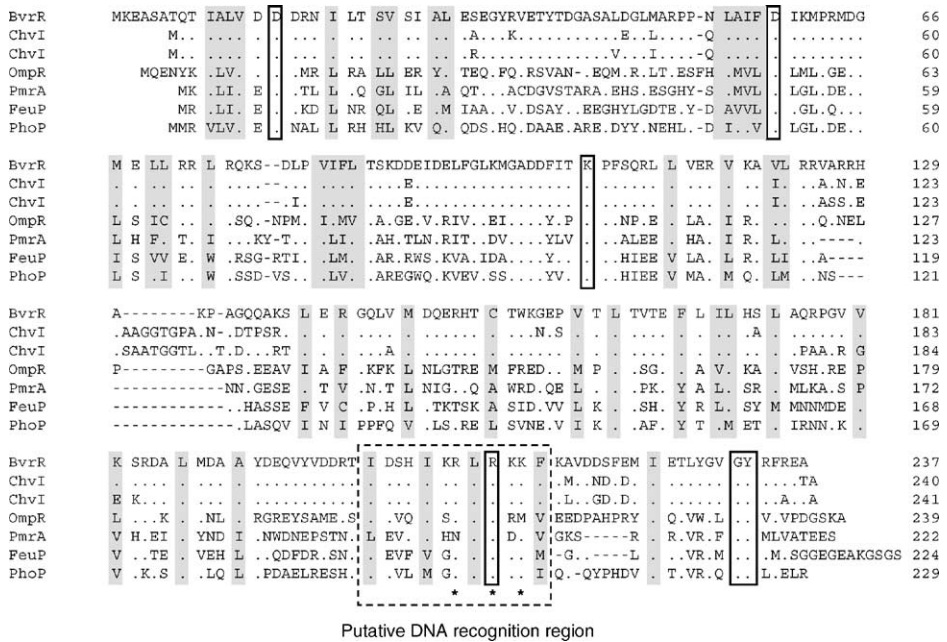 BvrR MKEASATQT IALV D D DRN I LT SV SI AL ESEGYRVETYTDGASALDGLMARPP-N LAIF D IKMPRMDG 66
ChvI M.. .... . . ... . .. .. .. .. ....A...K...........E..L.....-Q .... . ........ 60
ChvI M.. .... . . ... . .. .. .. .. ....R..............V...I....-Q .... . ........ 60
OmpR MQENYK .LV. . . .MR L RA LL ER Y. TEQ.FQ.RSVAN-.EQM.R.LT.ESFH .MVL . LML.GE.. 63
PmrA MK .LI. E . .TL L .Q GL IL .A QT...ACDGVSTARA.EHS.ESGHY-S .MVL . LGL.DE.. 59
FeuP MR .LI. E . .KD L NR QL .E M IAA..V.DSAY..EEGHYLGDTE.Y-D AVVL . .GL.Q... 59
PhoP MMR VLV. E . NAL L RH HL KV Q. QDS.HQ.DAAE.ARE.DYY.NEHL.-D I..V . LGL.DE.. 60
BvrR M E LL RR L RQKS--DLP VIFL TSKDDEIDELFGLKMGADDFIT K PFSQRL L VER V KA V LRRVARRH 129
ChvI . . .. .. . ....--... .... ....E................. . ...... . ... . .. I. ...A.N.E 123
ChvI . . .. .. . ....--... .... ....E................. . ...... . ... . .. I. ...ASS.E 123
OmpR L S IC .. . .SQ.-NPM. I.MV .A.GE.V.RIV..EI....Y.P . NP.E. LA. IR. . ...Q.NEL 127
PmrA L H F. T. I ..KY-T.. .LI. .AHTL.NRIT..DV....YLV . ALEE. .HA. IR. L. ...---- 123
FeuP I S VV E. W .RSG-RTI. .LM. .AR.RWS.KVA.IDA....Y.. . .HIEE V LA. L RL LI ..A---- 119
PhoP L S .I .. W .SSD-VS.. .LV. .AREGWQ.KVEV.SS....YV. . .HIEE V MA. M Q. LM NS---- 121
BvrR A--------KP-AGQQAKS L ER G QLV M DQERHT C TWKGEP V T L TVTEF L IL HS L AQRPGV V 181
ChvI .AAGGTGPA.N-.DTPSR. 183
ChvI .SAATGGTL..T.D...RT 184
OmpR P-----------GAPS.EEAV I A F .KFK L NLGTRE M FRED.. M P.. .SG. .. A V. KA . VSH.RE P 179
PmrA ------------NN.GESE. T V. N.T L NIG..Q A WRD.QE L. ..PK. Y A L. SR . MLKA.S P 172
FeuP ------------.HASSE F V C .P.H L .TKTSK A SID.VV L K. .SH. Y R L. SY M MNNMDE . 168
PhoP ------------.LASQV I N I PPFQ V .LS.RE L SVNE.V I K. .AF. Y T . M ET . IRNN.K . 169
BvrR K SRDA L MDA A YDEQVYVDDRT I DSH I KR L R KK F KAVDDSFEM I ETLYGV GY RFREA 237
ChvI .M..ND.D. TA 240
ChvI E K... L..GD.D. .A..A 241
OmpR L ...K . .NL . RGREYSAME.S . .VQ . S. . . RM V EEDPAHPRY . Q.VW.L .. V.VPDGSKA 239
PmrA V H.EI . YND I NWDNEPSTN . LEV . HN . . D. V GKS----R . R.VR.. .. MLVATEES 222
FeuP V .TE. . VEH L .QDFDR.SN . .EVF V G. . . .. M -G----..L . .VR.M .. M.SGGEGEAKGSGS 224
PhoP V .K.S . .LQ L PDAELRESH. . .VL M G. . . .. I Q.-QYPHDV . T.VR.Q .. L.ELR 229
* * *
Putative DNA recognition region